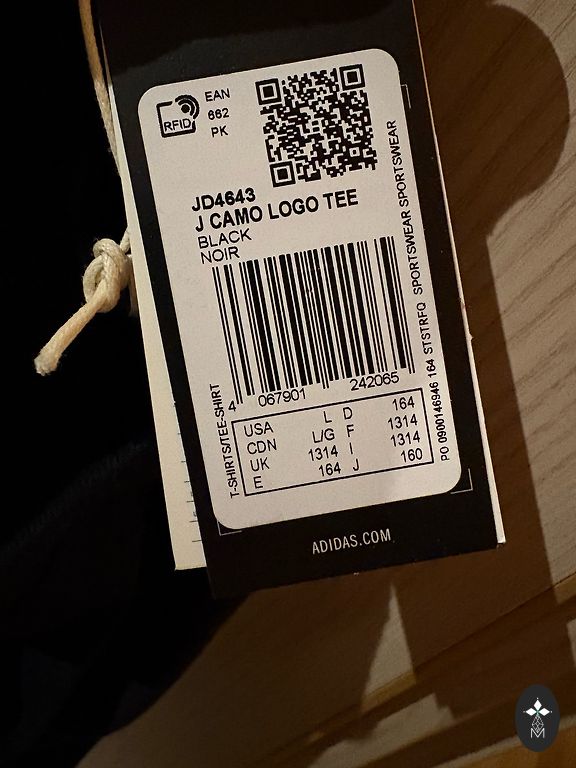 RFID
EAN
662
PK
JD4643
J CAMO LOGO TEE
BLACK
NOIR
4 067901 242065
T-SHIRTS/TEE-SHIRT
USA L D 164
CDN L/G F 1314
UK 1314 I 1314
E 164 J 160
PO 0900146946 164 STSTRFQ SPORTSWEAR SPORTSWEAR
ADIDAS.COM
M